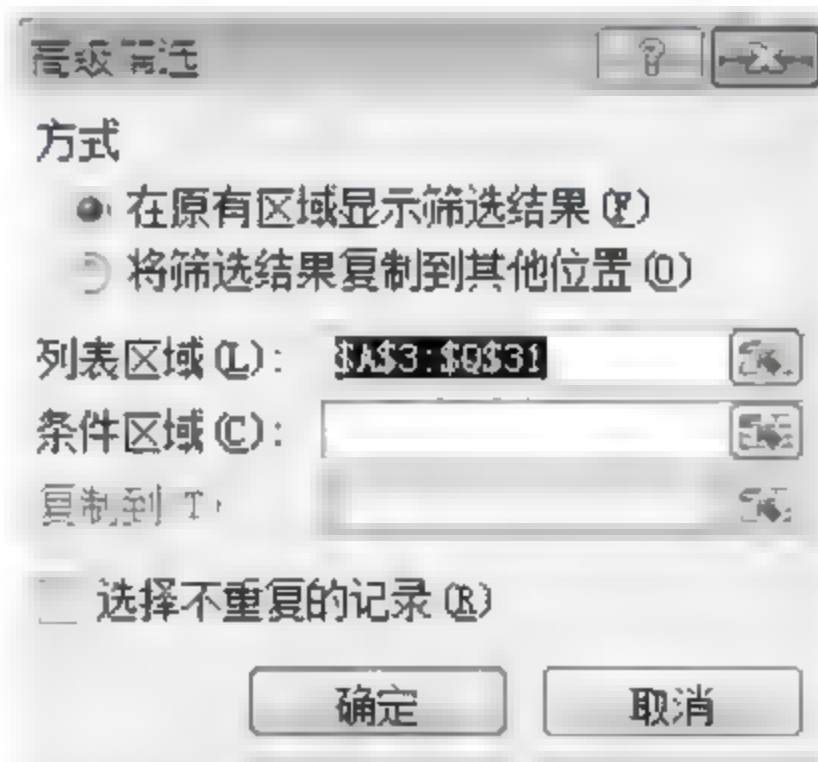 高级筛选
方式
在原有区域显示筛选结果(F)
将筛选结果复制到其他位置(O)
列表区域(L): $A$3:$Q$31
条件区域(C):
复制到(T):
选择不重复的记录(R)
确定 取消